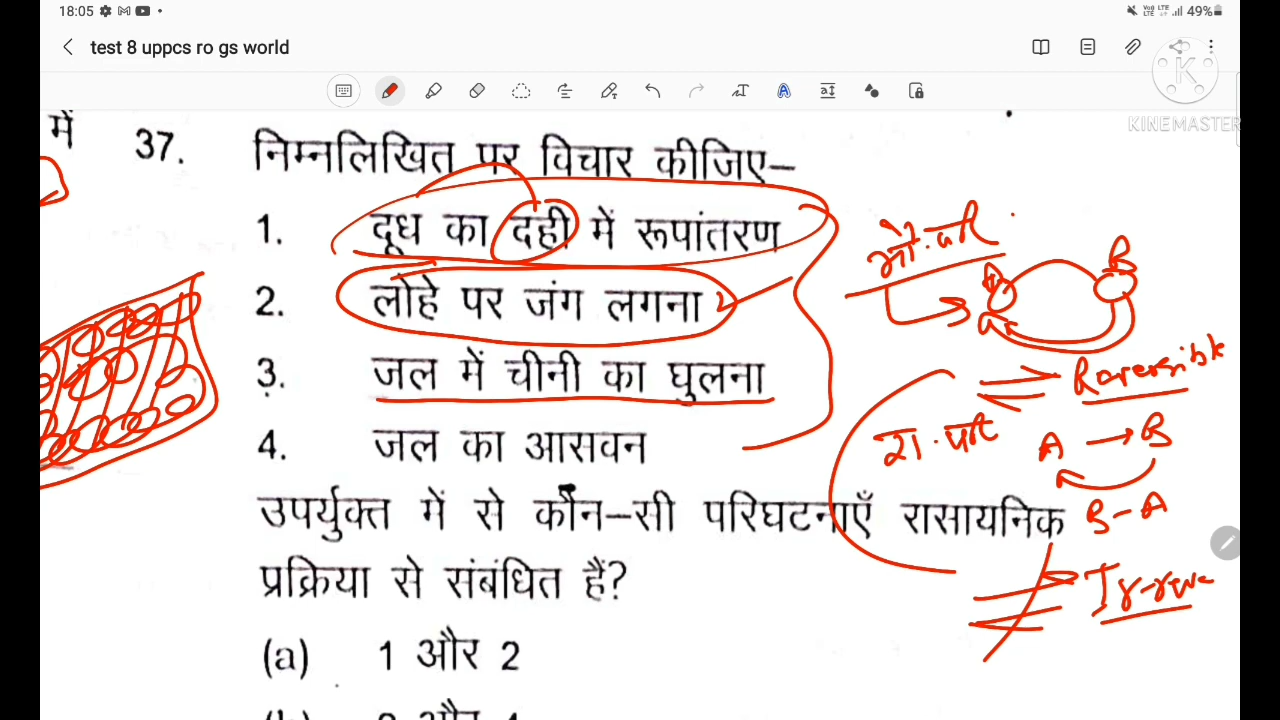 18:05
49%
test 8 uppcs ro gs world
KINEMASTER
में
37. निम्नलिखित पर विचार कीजिए–
1. दूध का दही में रूपांतरण
2. लोहे पर जंग लगना
3. जल में चीनी का घुलना
4. जल का आसवन
उपर्युक्त में से कौन–सी परिघटनाएँ रासायनिक
प्रक्रिया से संबंधित हैं?
(a) 1 और 2
A B
A → B
B – A